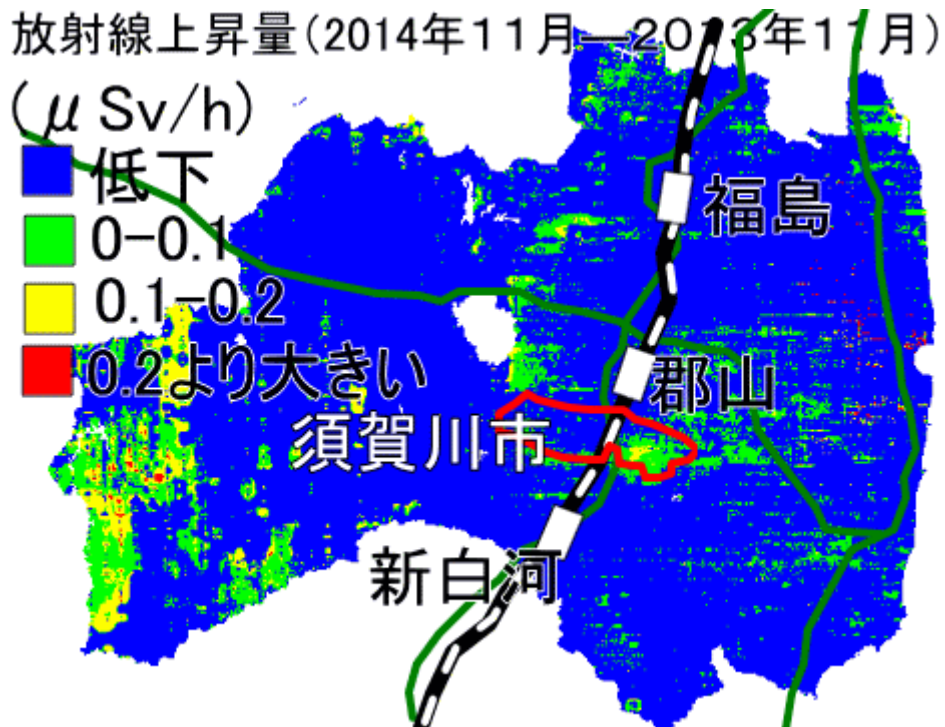 放射線上昇量(2014年11月―2013年11月)
(μSv/h)
低下
0-0.1
0.1-0.2
0.2より大きい
福島
郡山
須賀川市
新白河